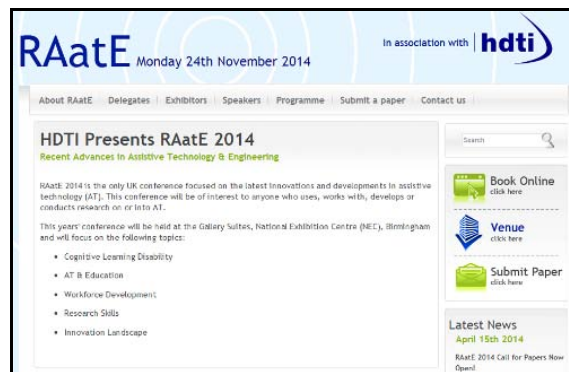 RAatE Monday 24th November 2014
In association with hdti
About RAatE Delegates Exhibitors Speakers Programme Submit a paper Contact us
HDTI Presents RAatE 2014
Recent Advances in Assistive Technology & Engineering
RAatE 2014 is the only UK conference focused on the latest innovations and developments in assistive
technology (AT). This conference will be of interest to anyone who uses, works with, develops or
conducts research on or into AT.
This years' conference will be held at the Gallery Suites, National Exhibition Centre (NEC), Birmingham
and will focus on the following topics:
• Cognitive Learning Disability
• AT & Education
• Workforce Development
• Research Skills
• Innovation Landscape
Search
Book Online
click here
Venue
click here
Submit Paper
click here
Latest News
April 15th 2014
RAatE 2014 Call for Papers Now
Open!